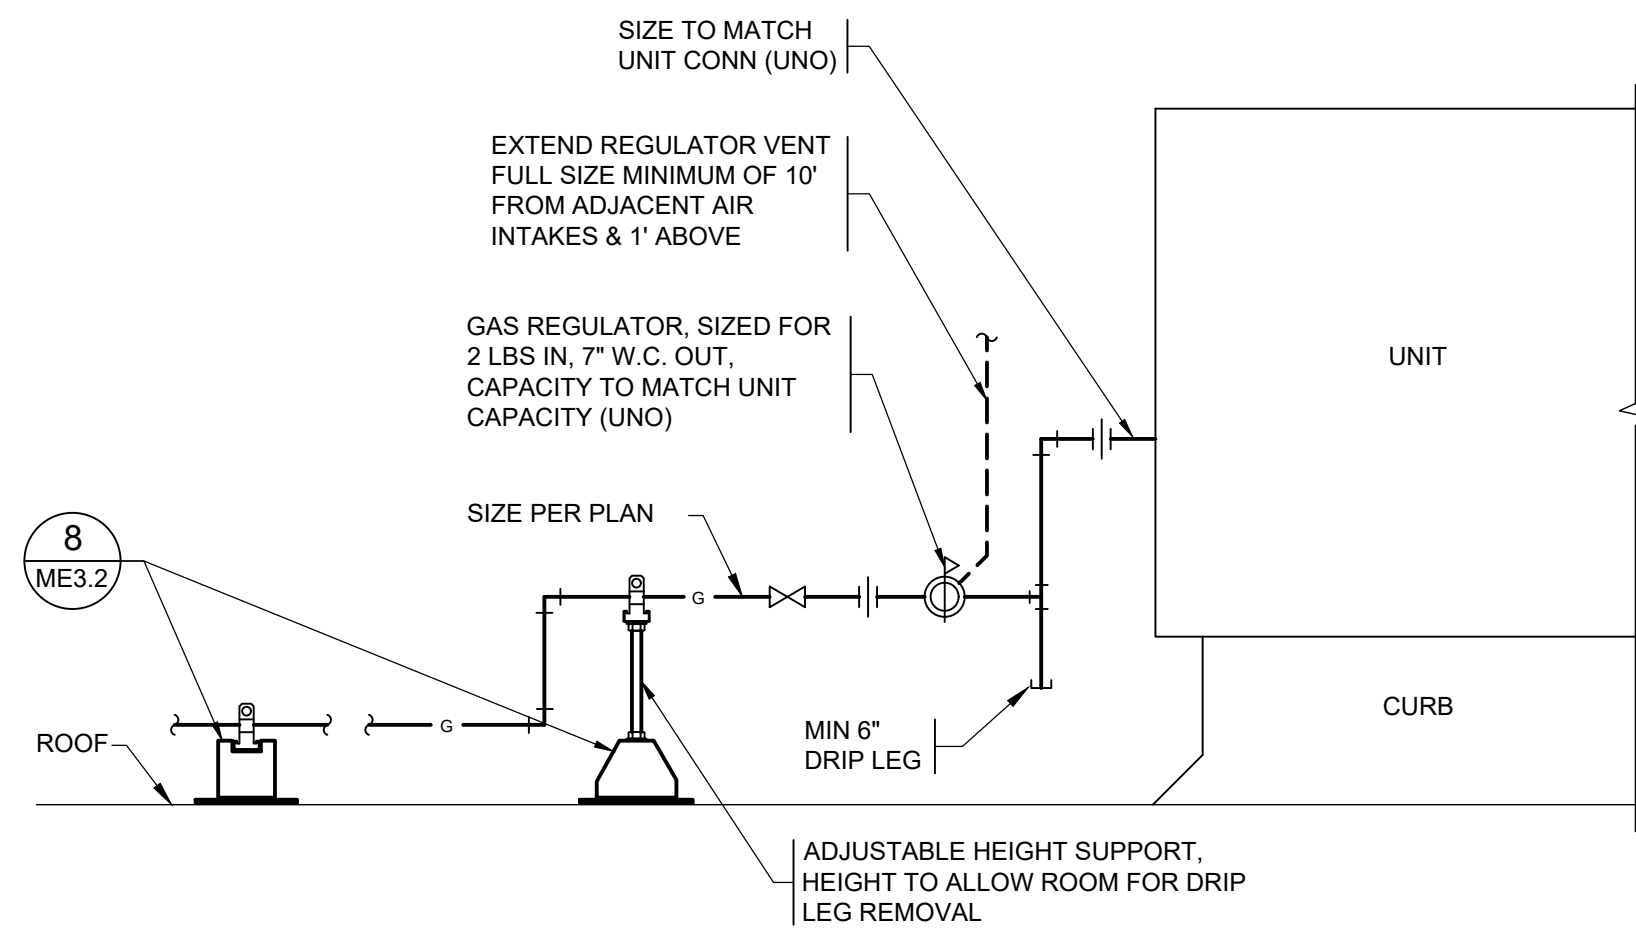 SIZE TO MATCH
UNIT CONN (UNO)
EXTEND REGULATOR VENT
FULL SIZE MINIMUM OF 10'
FROM ADJACENT AIR
INTAKES & 1' ABOVE
GAS REGULATOR, SIZED FOR
2 LBS IN, 7" W.C. OUT,
CAPACITY TO MATCH UNIT
CAPACITY (UNO)
UNIT
SIZE PER PLAN
8
ME3.2
G
G
ROOF
MIN 6"
DRIP LEG
CURB
ADJUSTABLE HEIGHT SUPPORT,
HEIGHT TO ALLOW ROOM FOR DRIP
LEG REMOVAL